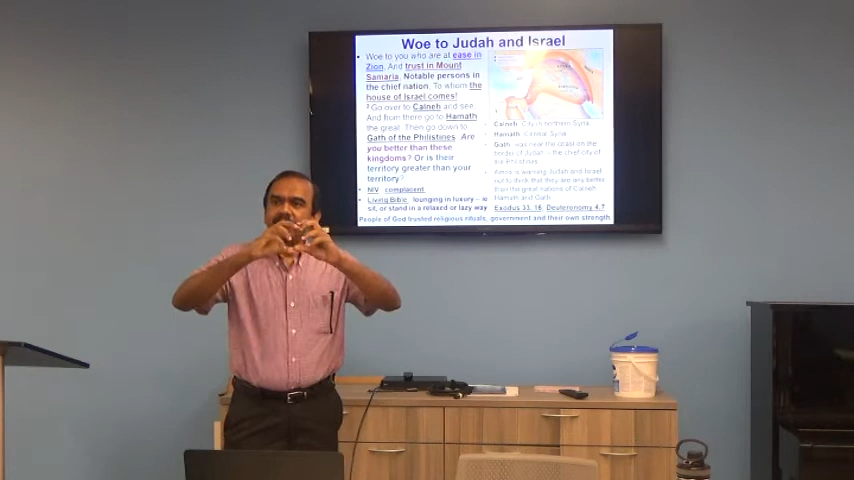 Woe to Judah and Israel
Woe to you who are at ease in
Zion, And trust in Mount
Samaria, Notable persons in
the chief nation, To whom the
house of Israel comes!
2 Go over to Calneh and see,
And from there go to Hamath
the great, Then go down to
Gath of the Philistines. Are
you better than these
kingdoms? Or is their
territory greater than your
territory?
NIV complacent
Living Bible lounging in luxury – to
sit, or stand in a relaxed or lazy way
Calneh: City in northern Syria
Hamath: Central Syria
Gath: was near the coast on the
border of Judah – the chief city of
the Philistines
Amos is warning Judah and Israel
not to think that they are any better
than the great nations of Calneh,
Hamath and Gath
Exodus 33, 16, Deuteronomy 4,7
People of God trusted religious rituals, government and their own strength